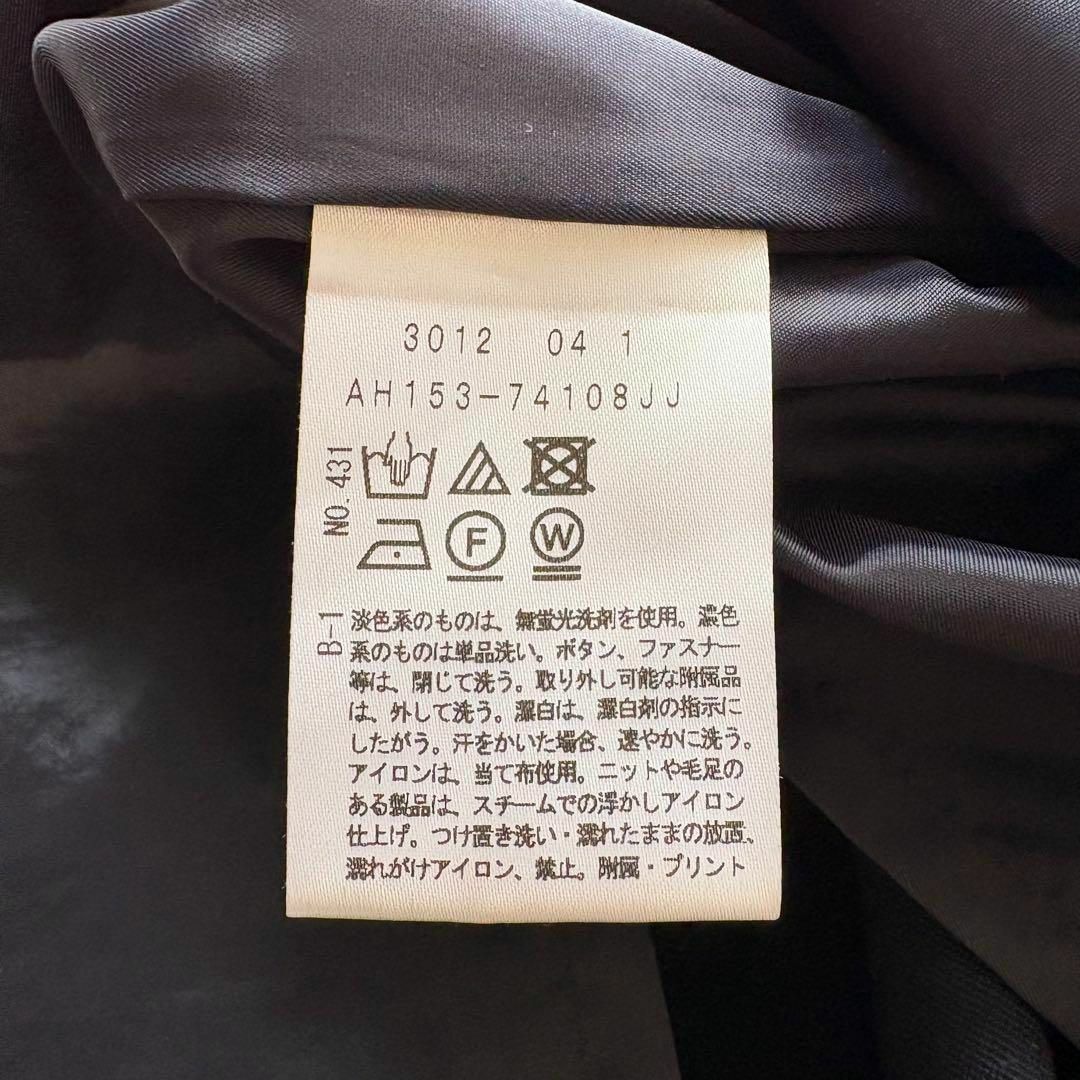 3012 04 1
AH153-74108JJ
NO. 431
F
W
B-1
淡色系のものは、無蛍光洗剤を使用。濃色
系のものは単品洗い。ボタン、ファスナー
等は、閉じて洗う。取り外し可能な附属品
は、外して洗う。漂白は、漂白剤の指示に
したがう。汗をかいた場合、速やかに洗う。
アイロンは、当て布使用。ニットや毛足の
ある製品は、スチームでの浮かしアイロン
仕上げ。つけ置き洗い・濡れたままの放置、
濡れがけアイロン、禁止。附属・プリント